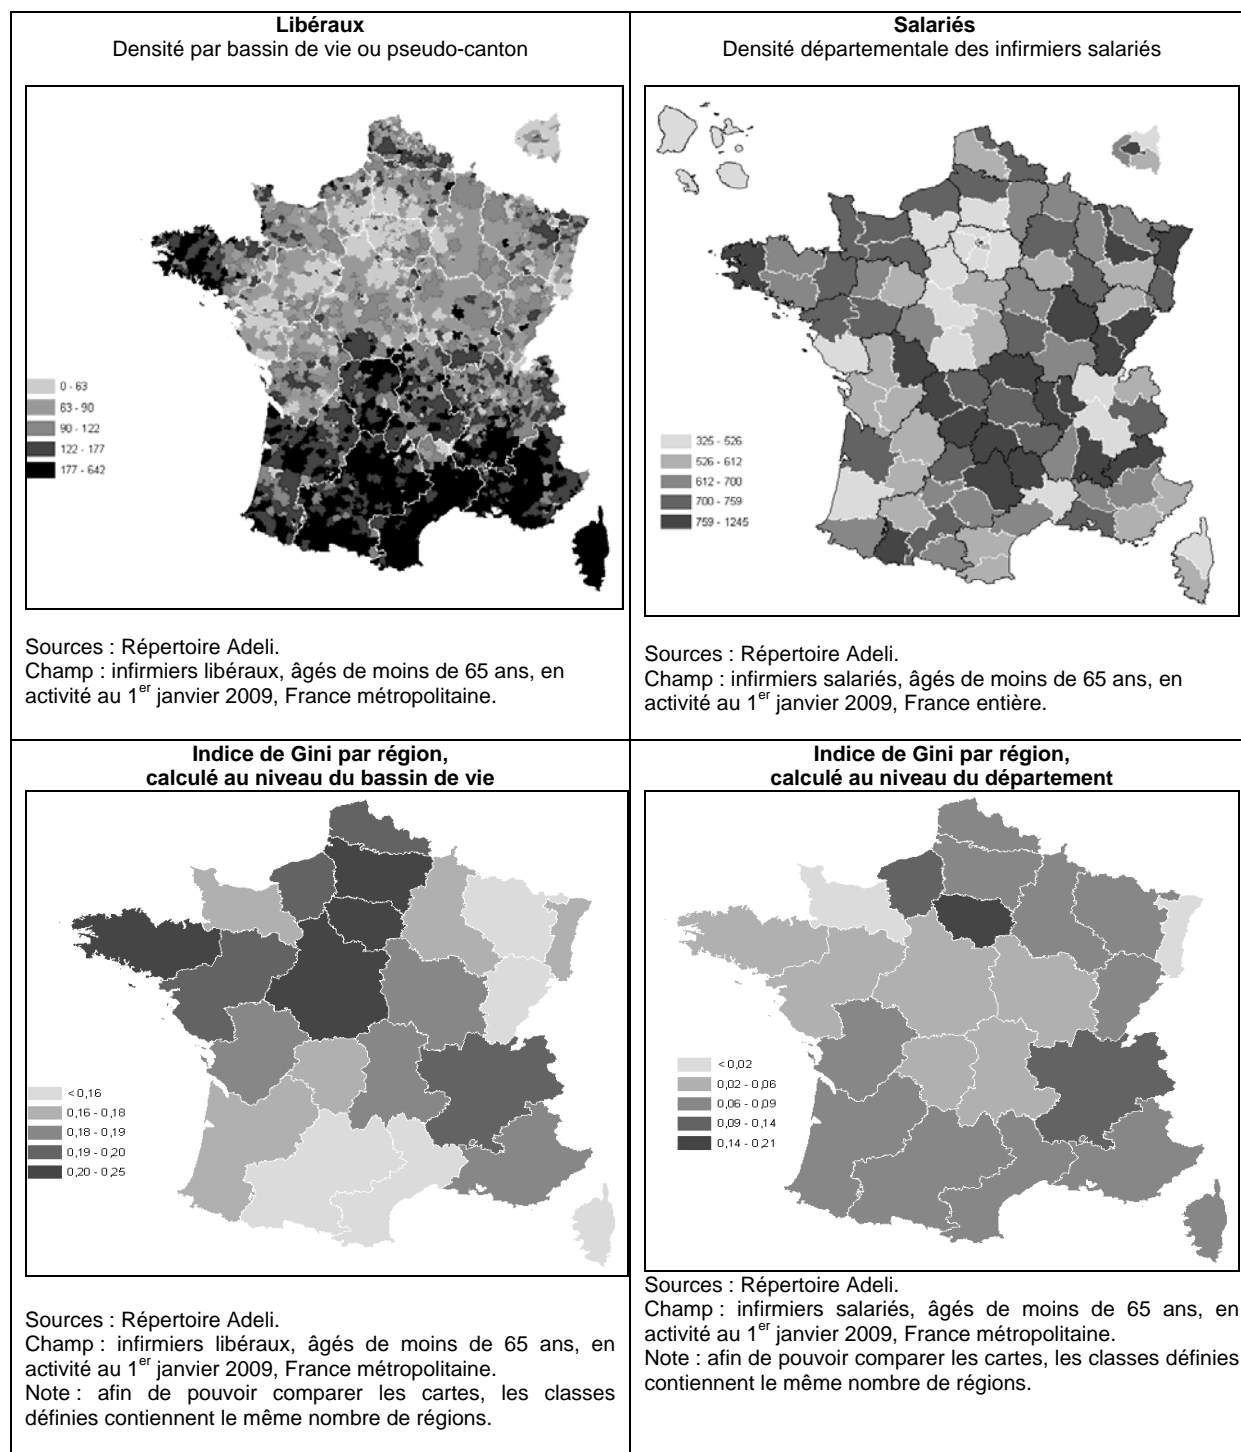 Libéraux
Densité par bassin de vie ou pseudo-canton
0 - 63
63 - 90
90 - 122
122 - 177
177 - 642
Sources : Répertoire Adeli.
Champ : infirmiers libéraux, âgés de moins de 65 ans, en
activité au 1er janvier 2009, France métropolitaine.
Salariés
Densité départementale des infirmiers salariés
325 - 526
526 - 612
612 - 700
700 - 759
759 - 1245
Sources : Répertoire Adeli.
Champ : infirmiers salariés, âgés de moins de 65 ans, en
activité au 1er janvier 2009, France entière.
Indice de Gini par région,
calculé au niveau du bassin de vie
< 0,16
0,16 - 0,18
0,18 - 0,19
0,19 - 0,20
0,20 - 0,25
Sources : Répertoire Adeli.
Champ : infirmiers libéraux, âgés de moins de 65 ans, en
activité au 1er janvier 2009, France métropolitaine.
Note : afin de pouvoir comparer les cartes, les classes
définies contiennent le même nombre de régions.
Indice de Gini par région,
calculé au niveau du département
< 0,02
0,02 - 0,06
0,06 - 0,09
0,09 - 0,14
0,14 - 0,21
Sources : Répertoire Adeli.
Champ : infirmiers salariés, âgés de moins de 65 ans, en
activité au 1er janvier 2009, France métropolitaine.
Note : afin de pouvoir comparer les cartes, les classes définies
contiennent le même nombre de régions.